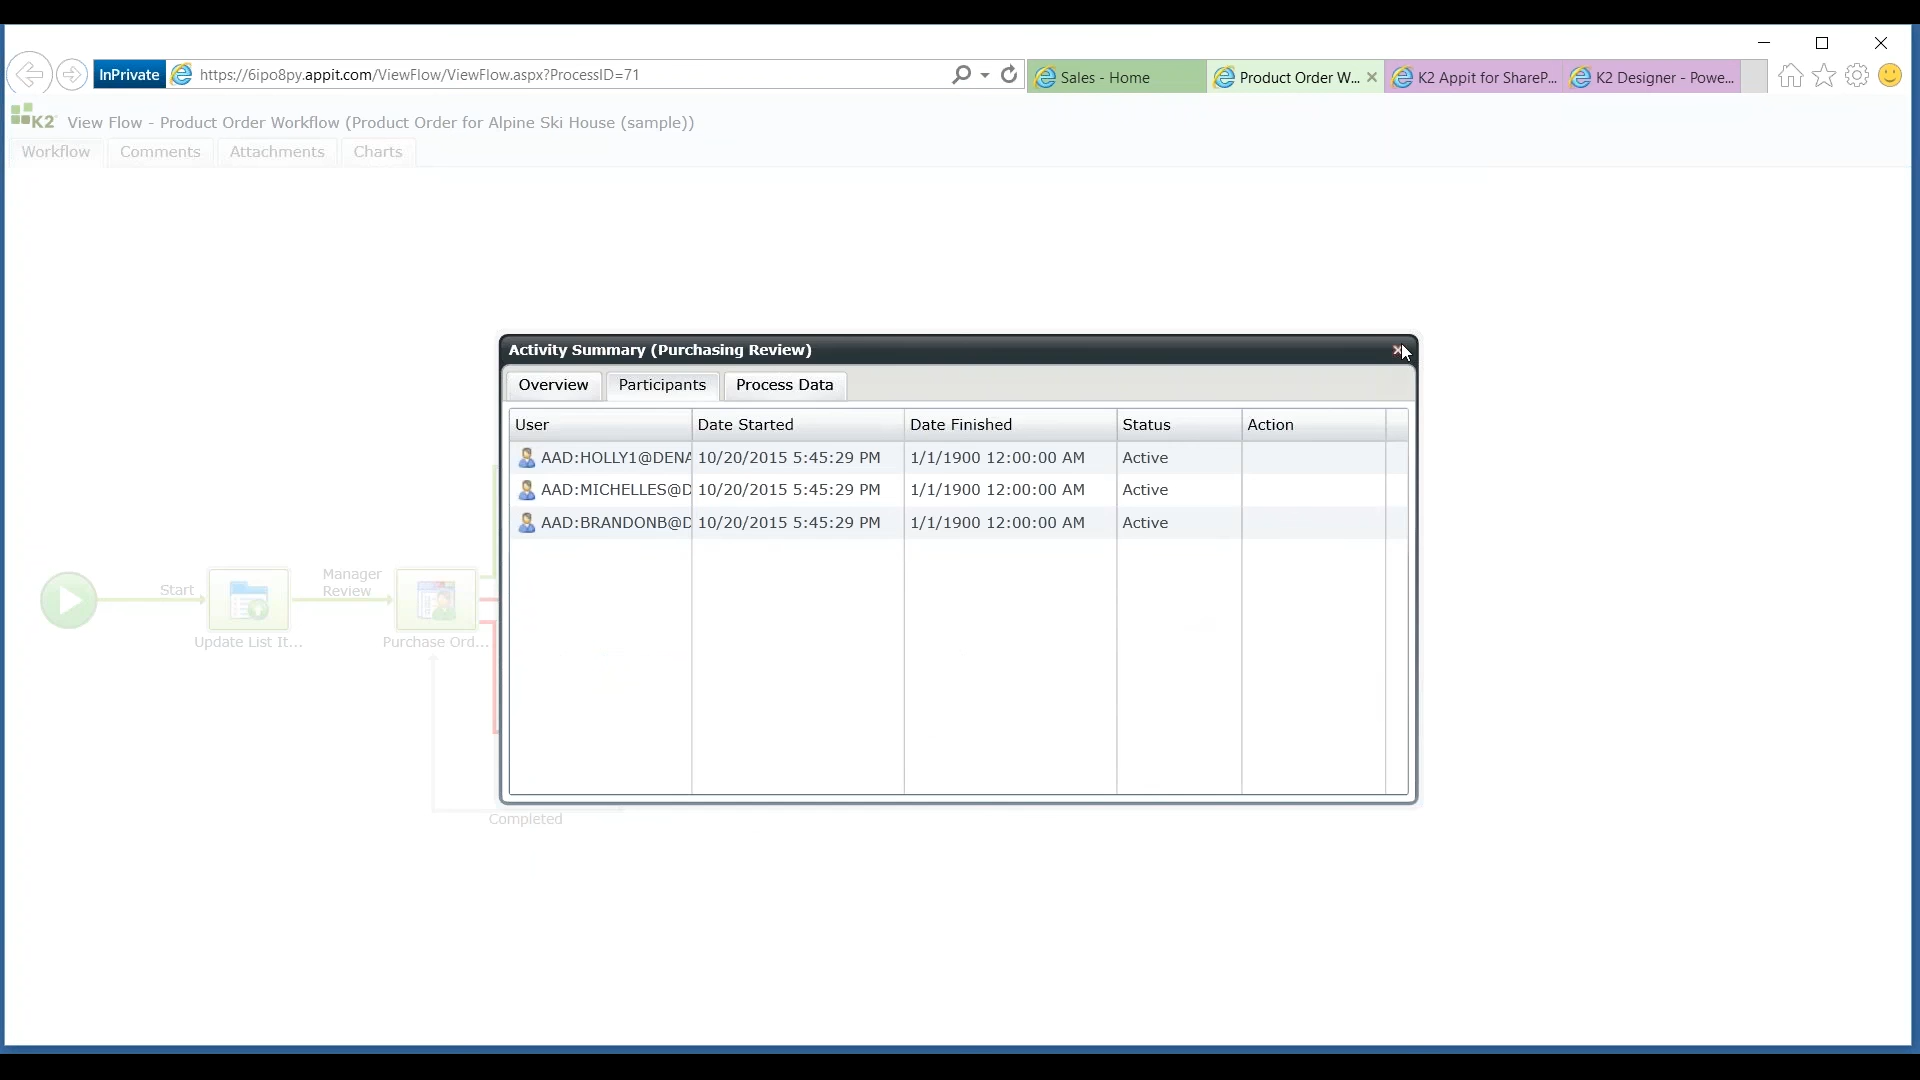 InPrivate https://6ipo8py.appit.com/ViewFlow/ViewFlow.aspx?ProcessID=71 Sales - Home Product Order W... K2 Appit for ShareP... K2 Designer - Powe...
K2 View Flow - Product Order Workflow (Product Order for Alpine Ski House (sample))
Workflow Comments Attachments Charts
Activity Summary (Purchasing Review)
Overview Participants Process Data
User Date Started Date Finished Status Action
AAD:HOLLY1@DENA 10/20/2015 5:45:29 PM 1/1/1900 12:00:00 AM Active
AAD:MICHELLES@D 10/20/2015 5:45:29 PM 1/1/1900 12:00:00 AM Active
AAD:BRANDONB@D 10/20/2015 5:45:29 PM 1/1/1900 12:00:00 AM Active
Start
Manager
Review
Update List It...
Purchase Ord...
Completed